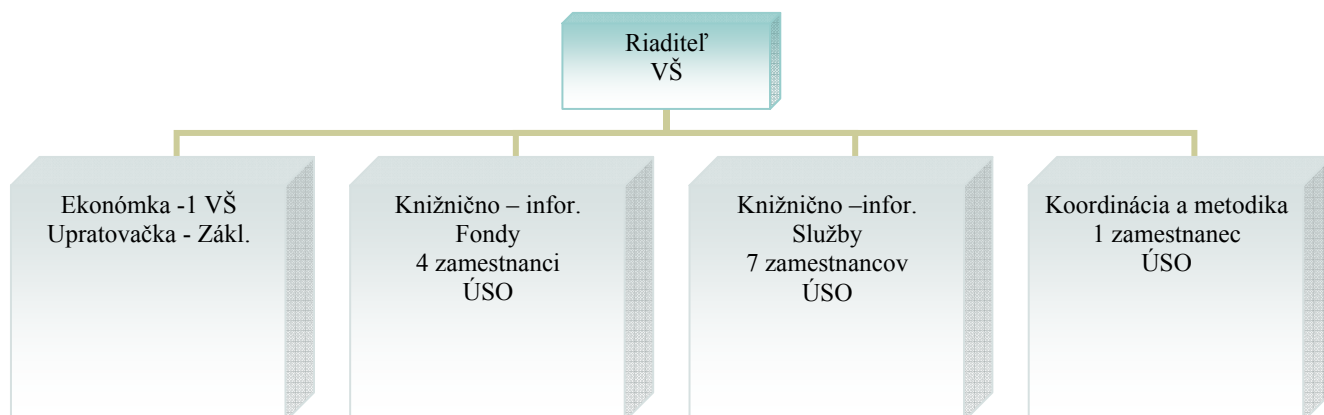 Riaditeľ
VŠ
Ekonómka -1 VŠ
Upratovačka - Zákl.
Knižnično – infor.
Fondy
4 zamestnanci
ÚSO
Knižnično –infor.
Služby
7 zamestnancov
ÚSO
Koordinácia a metodika
1 zamestnanec
ÚSO